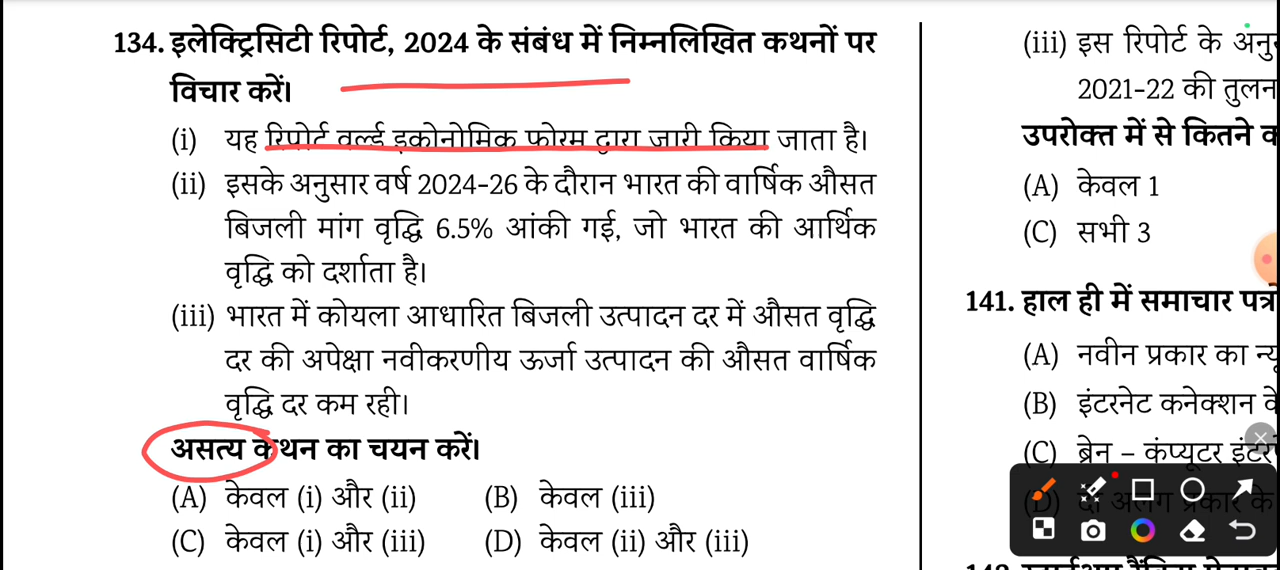 134. इलेक्ट्रिसिटी रिपोर्ट, 2024 के संबंध में निम्नलिखित कथनों पर
विचार करें।
(i) यह रिपोर्ट वर्ल्ड इकोनोमिक फोरम द्वारा जारी किया जाता है।
(ii) इसके अनुसार वर्ष 2024-26 के दौरान भारत की वार्षिक औसत
बिजली मांग वृद्धि 6.5% आंकी गई, जो भारत की आर्थिक
वृद्धि को दर्शाता है।
(iii) भारत में कोयला आधारित बिजली उत्पादन दर में औसत वृद्धि
दर की अपेक्षा नवीकरणीय ऊर्जा उत्पादन की औसत वार्षिक
वृद्धि दर कम रही।
असत्य कथन का चयन करें।
(A) केवल (i) और (ii) (B) केवल (iii)
(C) केवल (i) और (iii) (D) केवल (ii) और (iii)
(iii) इस रिपोर्ट के
2021-22 की
उपरोक्त में से कितने
(A) केवल 1
(C) सभी 3
141. हाल ही में समाचार
(A) नवीन प्रकार का
(B) इंटरनेट कनेक्शन
(C) ब्रेन – कंप्यूटर
(D) दो अलग प्रकार के